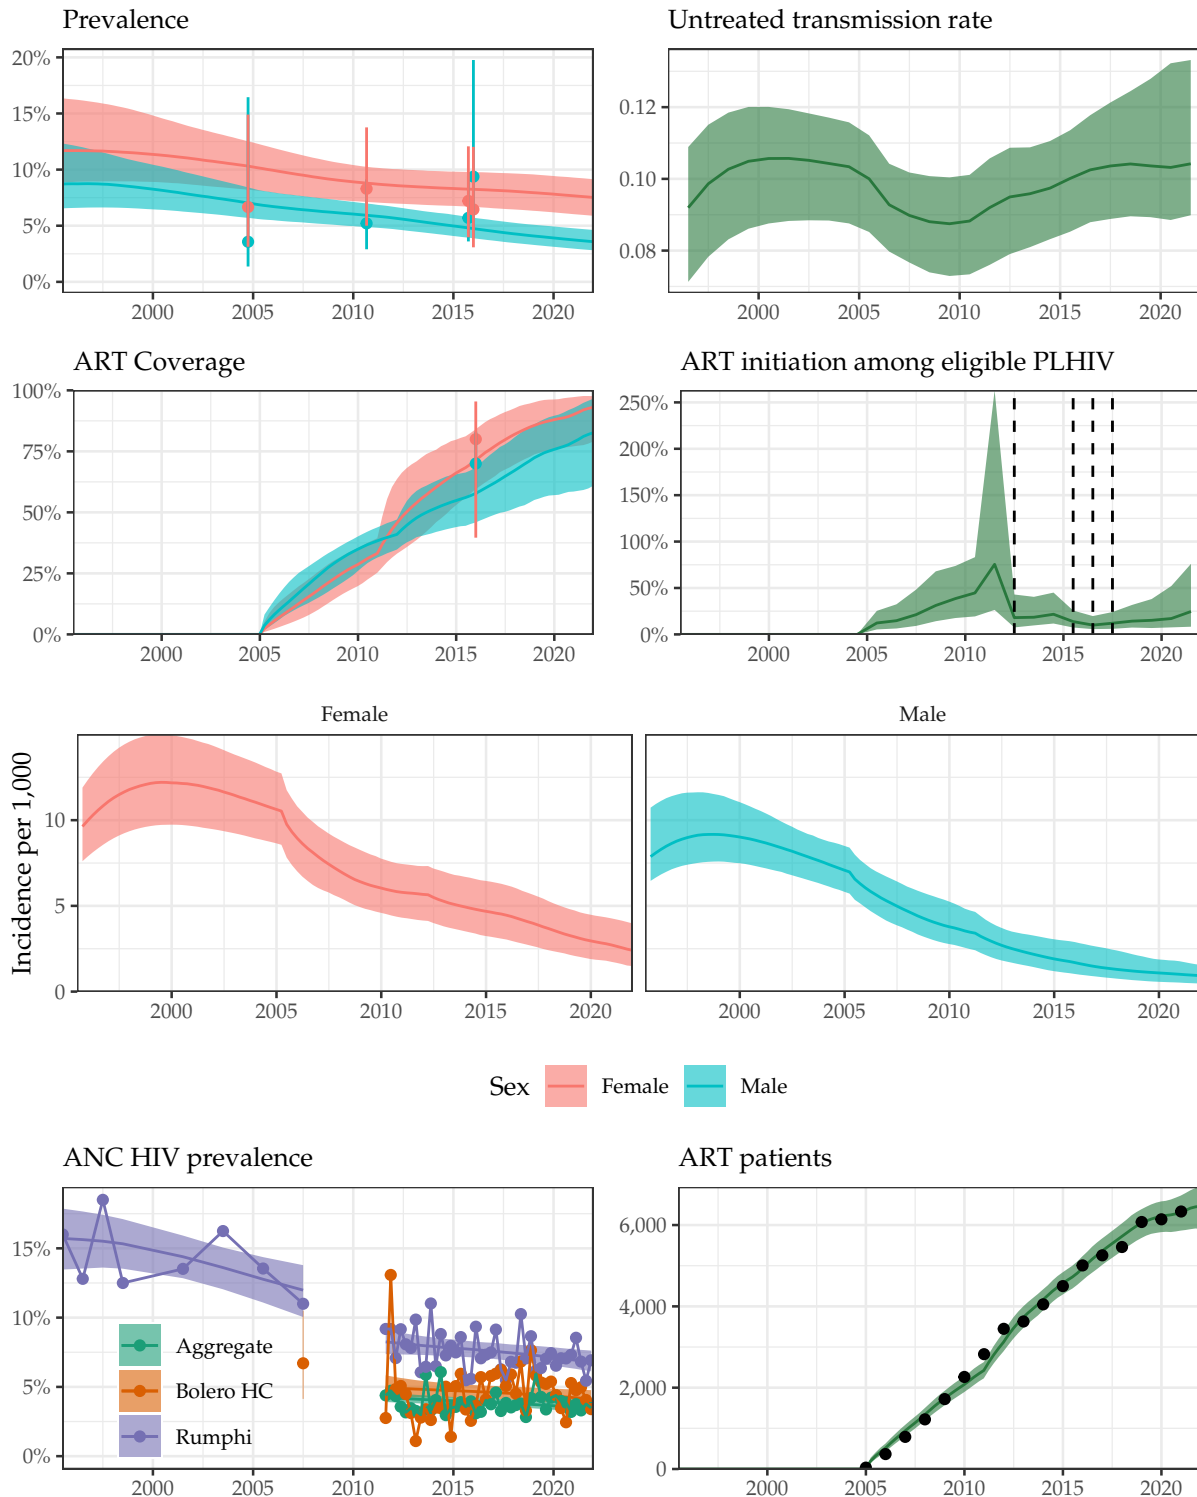 Prevalence
20%
15%
10%
5%
0%
2000 2005 2010 2015 2020
Untreated transmission rate
0.12
0.10
0.08
2000 2005 2010 2015 2020
ART Coverage
100%
75%
50%
25%
0%
2000 2005 2010 2015 2020
ART initiation among eligible PLHIV
250%
200%
150%
100%
50%
0%
2000 2005 2010 2015 2020
Female
Male
Incidence per 1,000
10
5
0
2000 2005 2010 2015 2020
2000 2005 2010 2015 2020
Sex Female Male
ANC HIV prevalence
15%
10%
5%
0%
Aggregate
Bolero HC
Rumphi
2000 2005 2010 2015 2020
ART patients
6,000
4,000
2,000
0
2000 2005 2010 2015 2020